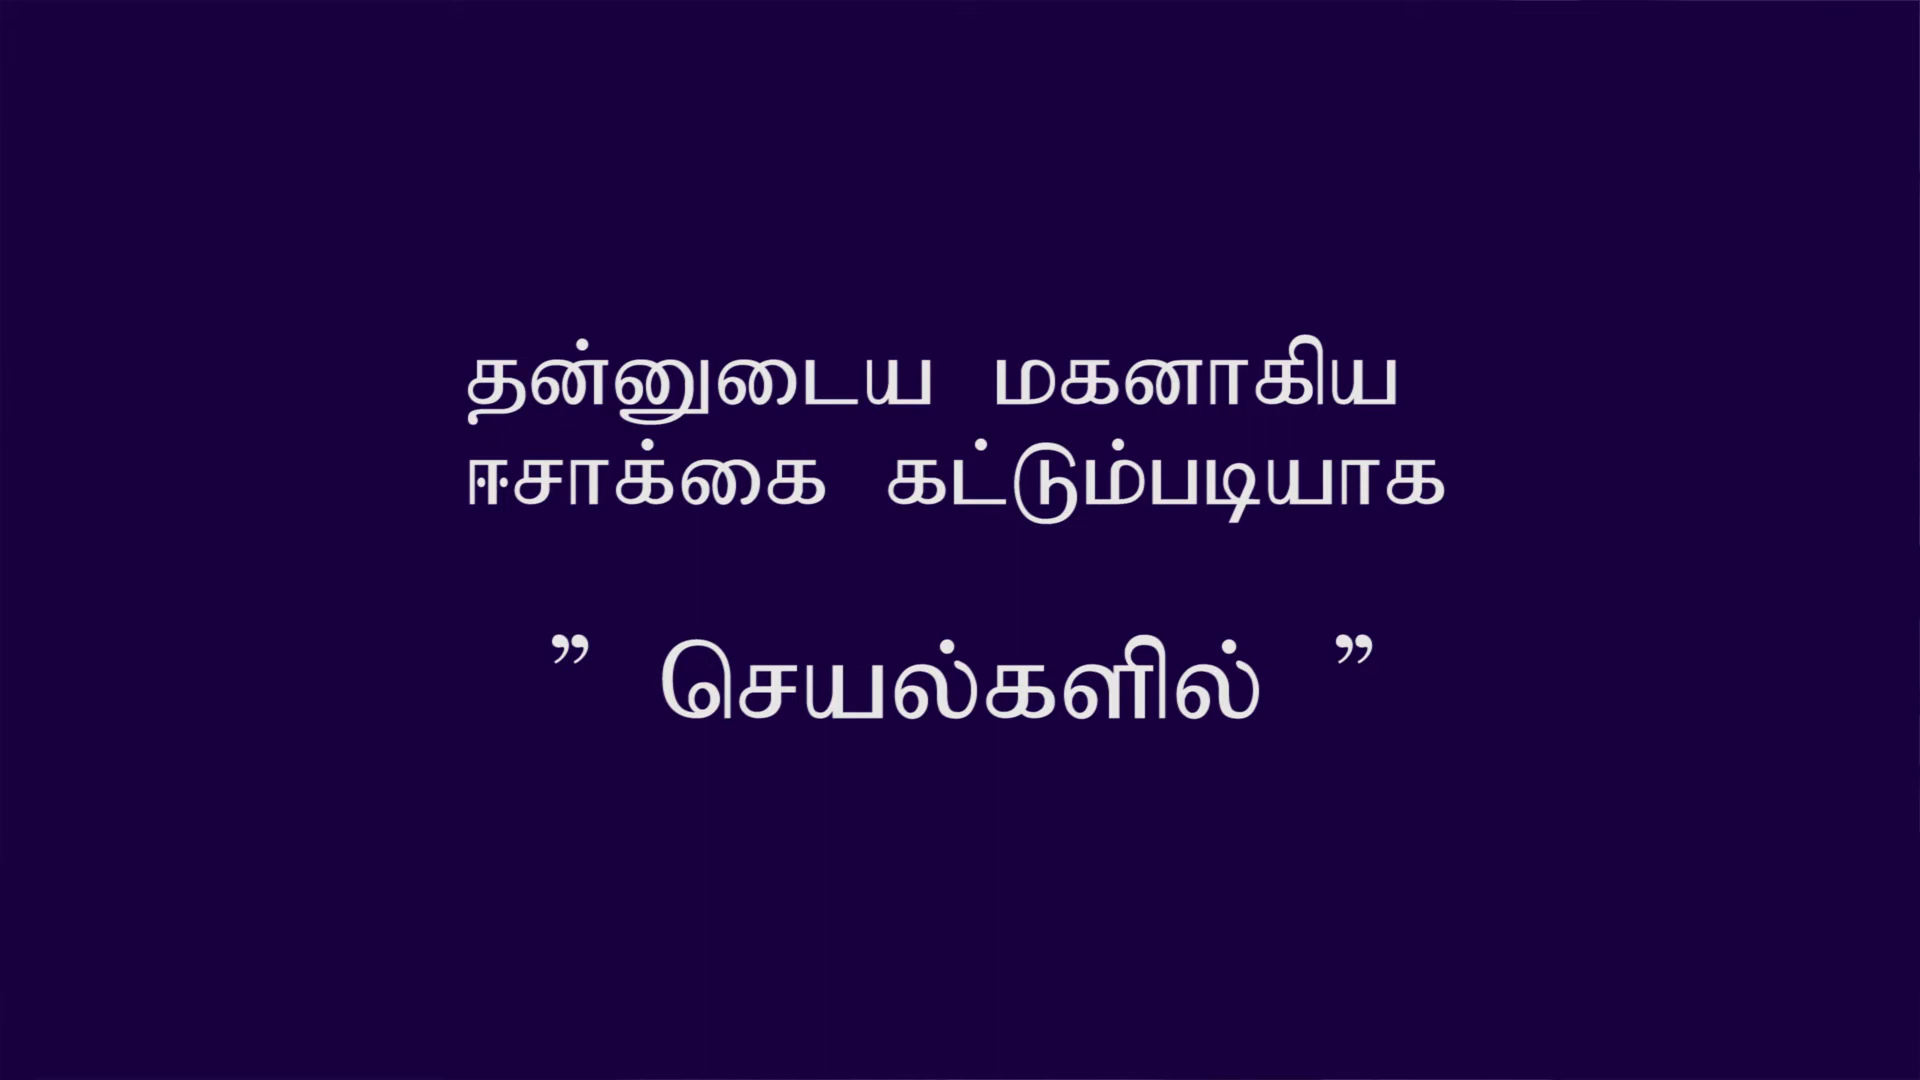 தன்னுடைய மகனாகிய
ஈசாக்கை கட்டும்படியாக
” செயல்களில் ”